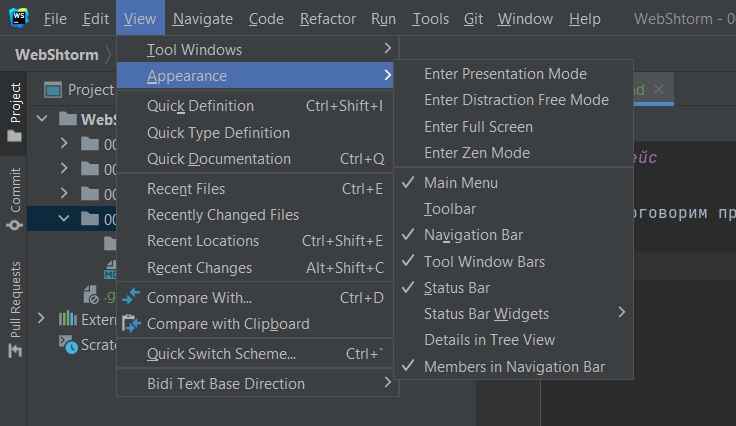 WS File Edit View Navigate Code Refactor Run Tools Git Window Help WebShtorm - 0
WebShtorm
Project
Project
Commit
Pull Requests
WebS
00
00
00
00
MD
.g
Extern
Scratc
Tool Windows
Appearance
Quick Definition Ctrl+Shift+I
Quick Type Definition
Quick Documentation Ctrl+Q
Recent Files Ctrl+E
Recently Changed Files
Recent Locations Ctrl+Shift+E
Recent Changes Alt+Shift+C
Compare With... Ctrl+D
Compare with Clipboard
Quick Switch Scheme... Ctrl+`
Bidi Text Base Direction
Enter Presentation Mode
Enter Distraction Free Mode
Enter Full Screen
Enter Zen Mode
Main Menu
Toolbar
Navigation Bar
Tool Window Bars
Status Bar
Status Bar Widgets
Details in Tree View
Members in Navigation Bar
d
ейс
оговорим пр